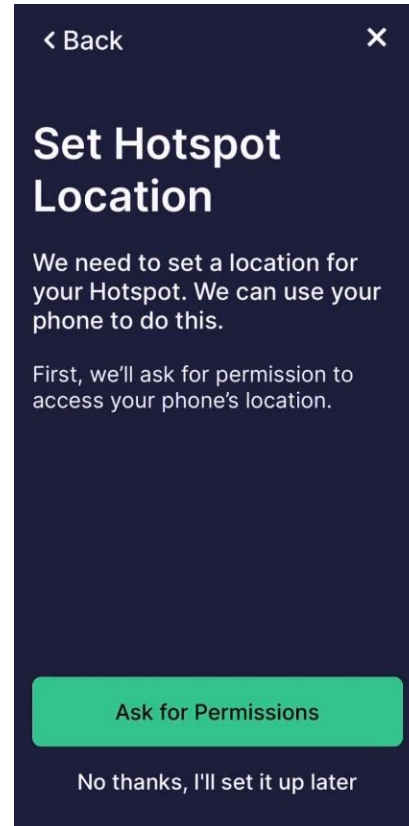 < Back
×
Set Hotspot
Location
We need to set a location for
your Hotspot. We can use your
phone to do this.
First, we’ll ask for permission to
access your phone’s location.
Ask for Permissions
No thanks, I'll set it up later